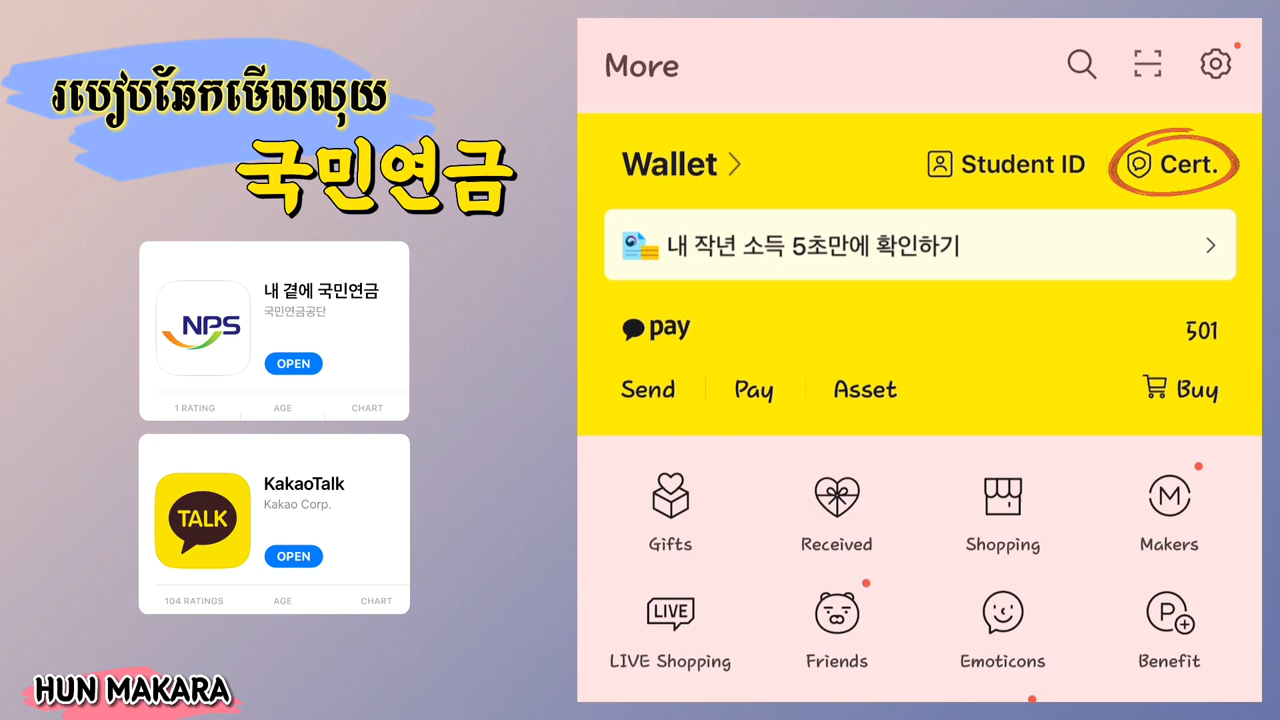 របៀបឆែកមើលលុយ
국민연금
내 곁에 국민연금
국민연금공단
NPS
OPEN
1 RATING AGE CHART
KakaoTalk
Kakao Corp.
TALK
OPEN
104 RATINGS AGE CHART
HUN MAKARA
More
Wallet Student ID Cert.
내 작년 소득 5초만에 확인하기
pay 501
Send Pay Asset Buy
Gifts Received Shopping Makers
LIVE
LIVE Shopping Friends Emoticons Benefit